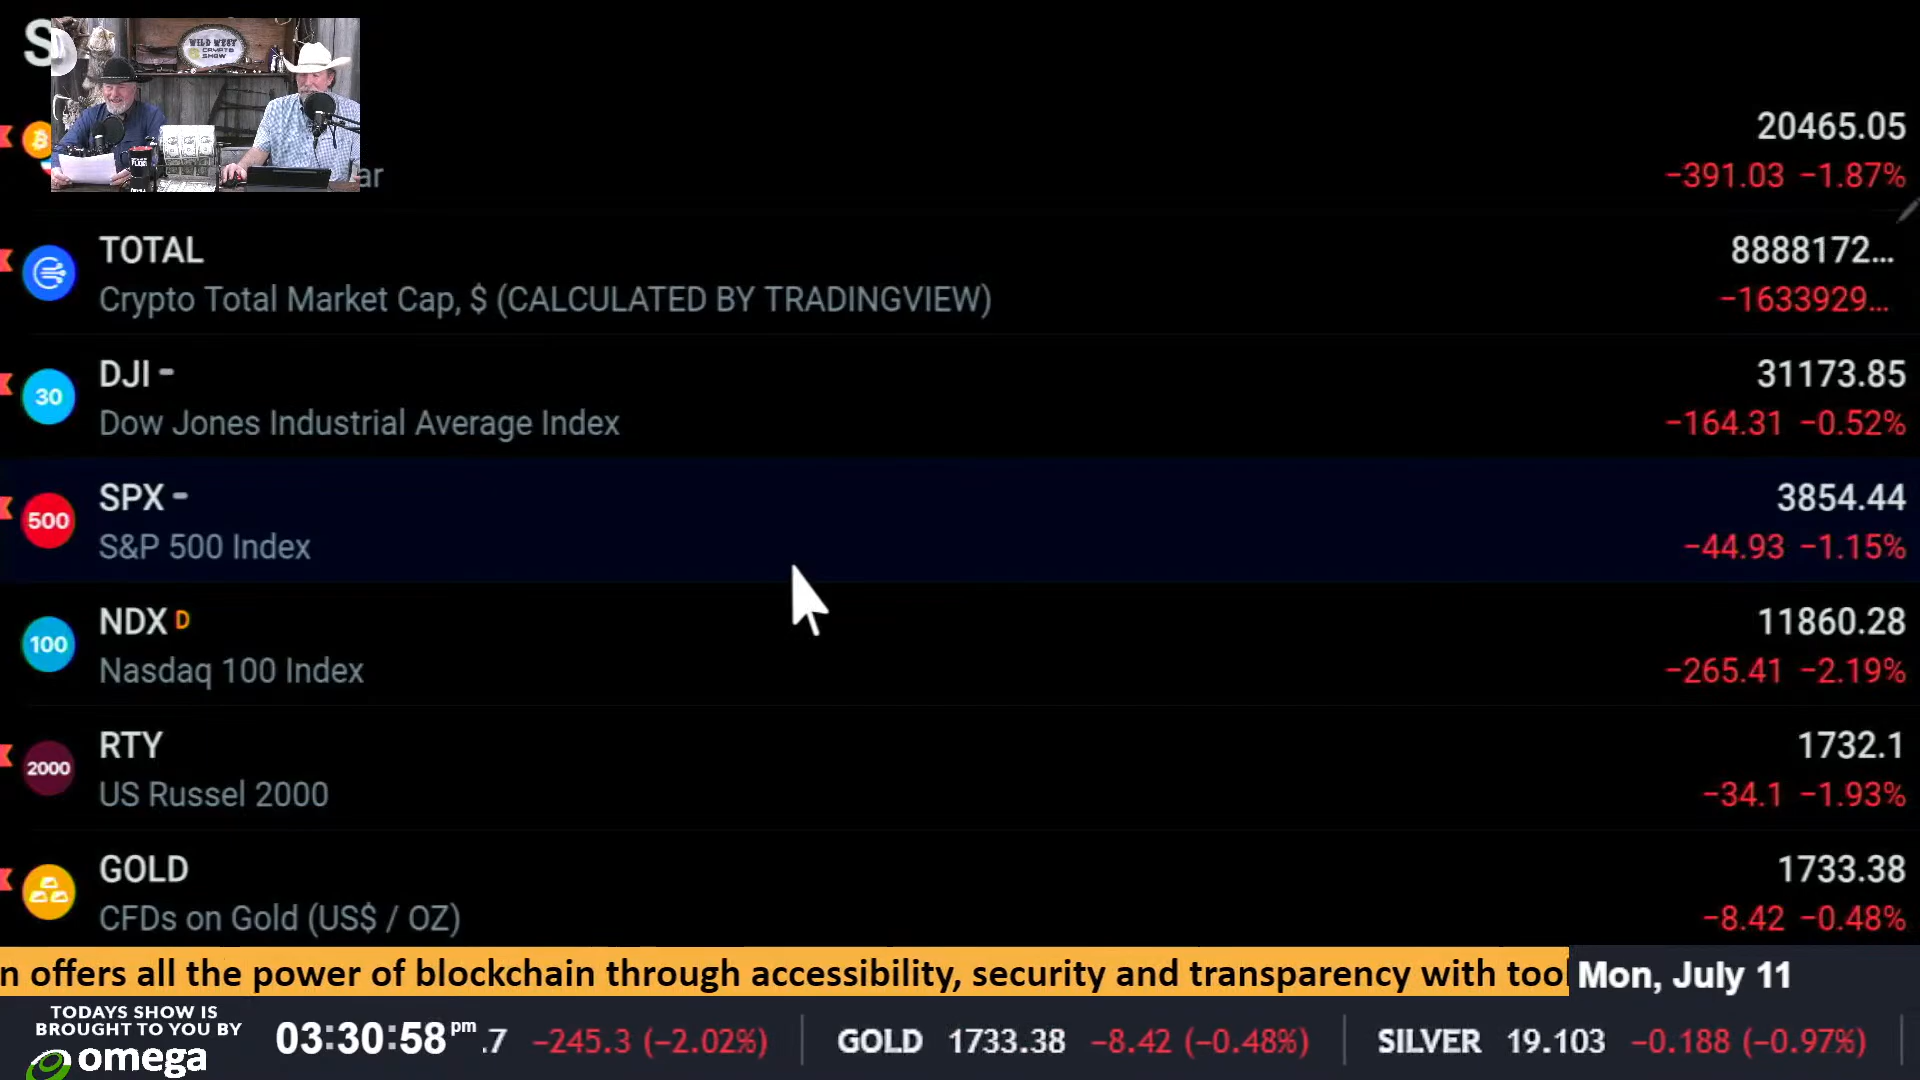 S
WILD WEST
CRYPTO
SHOW
20465.05
ar
−391.03 −1.87%
TOTAL
8888172...
Crypto Total Market Cap, $ (CALCULATED BY TRADINGVIEW)
−1633929...
30
DJI
31173.85
Dow Jones Industrial Average Index
−164.31 −0.52%
500
SPX
3854.44
S&P 500 Index
−44.93 −1.15%
100
NDX D
11860.28
Nasdaq 100 Index
−265.41 −2.19%
2000
RTY
1732.1
US Russel 2000
−34.1 −1.93%
GOLD
1733.38
CFDs on Gold (US$ / OZ)
−8.42 −0.48%
n offers all the power of blockchain through accessibility, security and transparency with too
Mon, July 11
TODAYS SHOW IS
BROUGHT TO YOU BY
omega
03:30:58 pm
.7 −245.3 (−2.02%)
GOLD 1733.38 −8.42 (−0.48%)
SILVER 19.103 −0.188 (−0.97%)